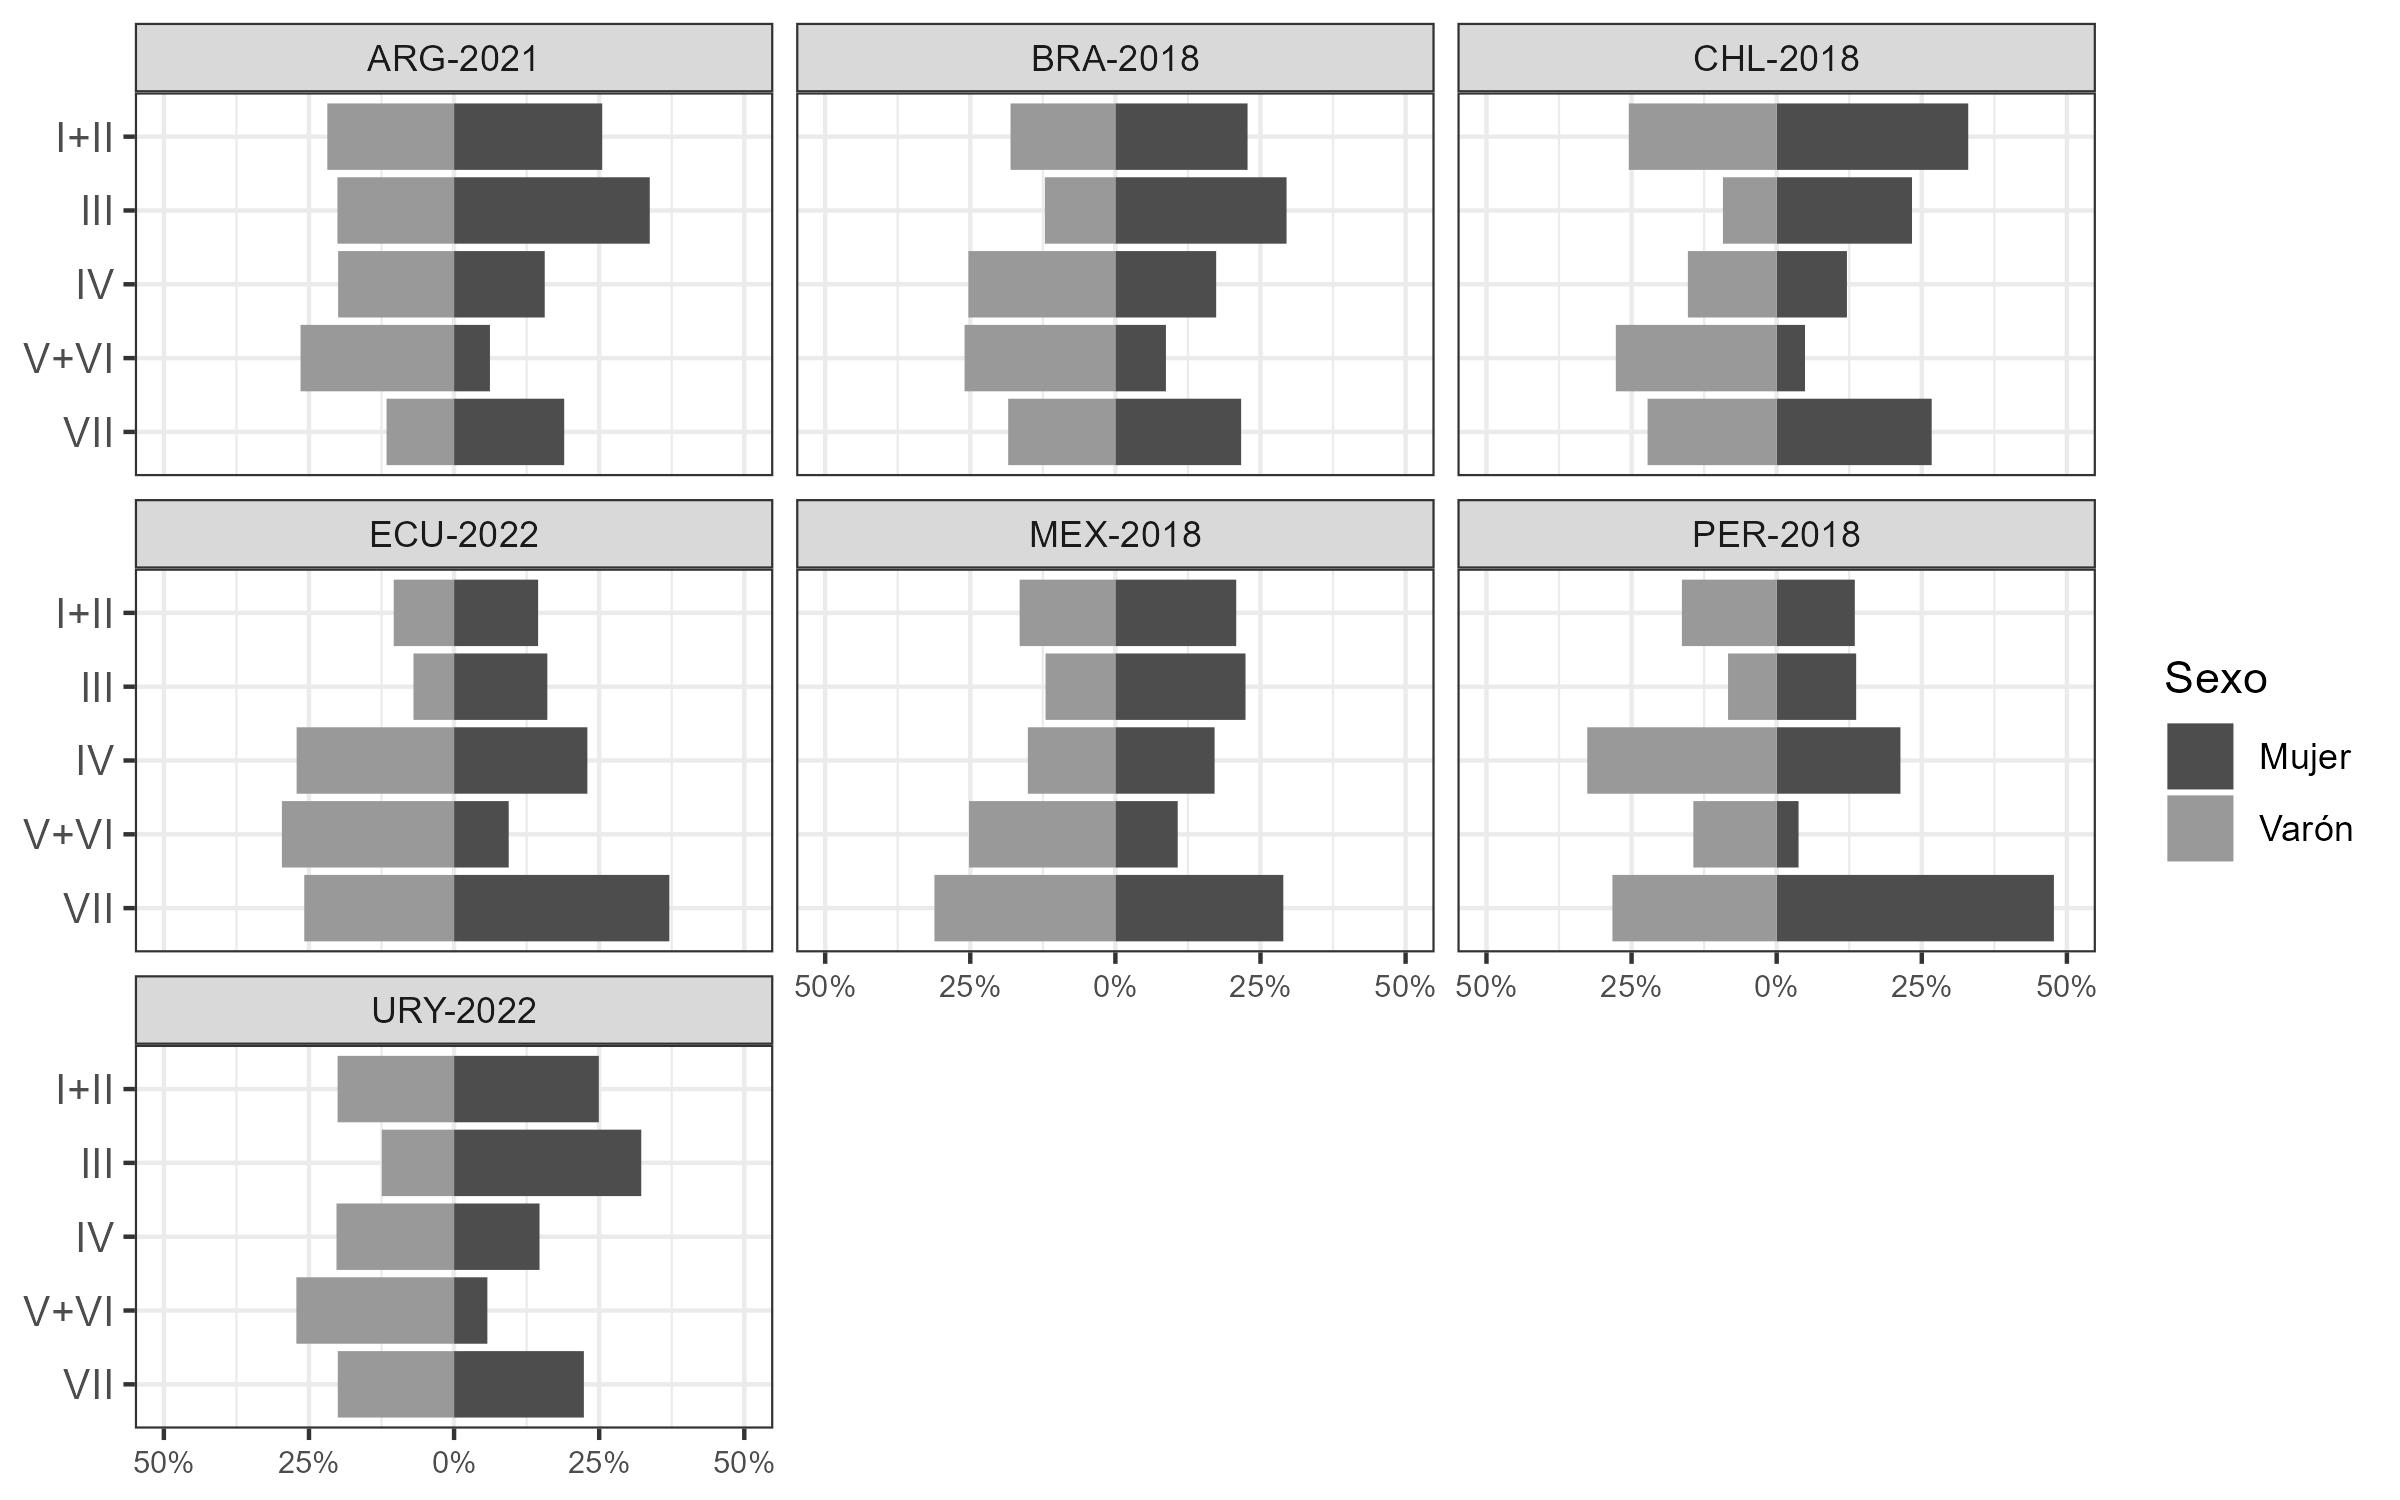 ARG-2021
BRA-2018
CHL-2018
I+II
III
IV
V+VI
VII
ECU-2022
MEX-2018
PER-2018
I+II
III
IV
V+VI
VII
50% 25% 0% 25% 50%
50% 25% 0% 25% 50%
URY-2022
I+II
III
IV
V+VI
VII
50% 25% 0% 25% 50%
Sexo
Mujer
Varón